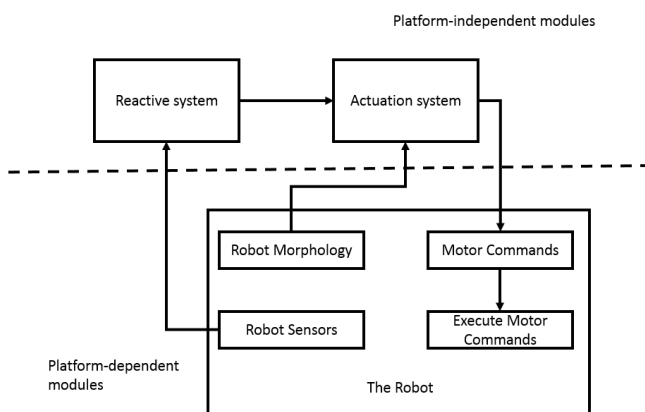 Platform-independent modules
Reactive system
Actuation system
Robot Morphology
Motor Commands
Robot Sensors
Execute Motor
Commands
Platform-dependent
modules
The Robot